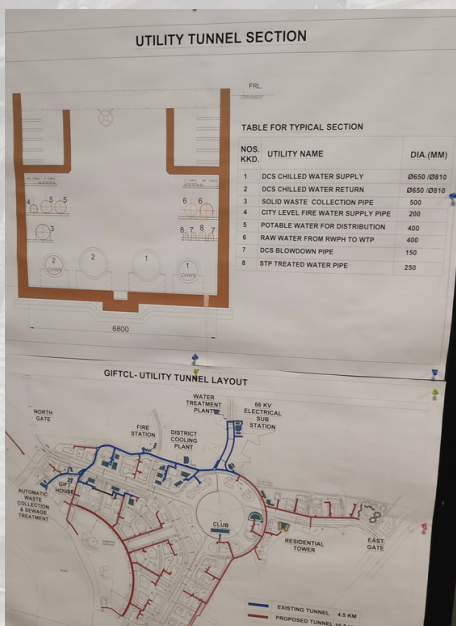 UTILITY TUNNEL SECTION
FRL.
TABLE FOR TYPICAL SECTION
NOS. KKD. UTILITY NAME DIA.(MM)
1 DCS CHILLED WATER SUPPLY Ø650 /Ø810
2 DCS CHILLED WATER RETURN Ø650 /Ø810
3 SOLID WASTE COLLECTION PIPE 500
4 CITY LEVEL FIRE WATER SUPPLY PIPE 200
5 POTABLE WATER FOR DISTRIBUTION 400
6 RAW WATER FROM RWPH TO WTP 400
7 DCS BLOWDOWN PIPE 150
8 STP TREATED WATER PIPE 250
4 5 5
6 6
3
8 7
2 2 1 1
6800
GIFTCL- UTILITY TUNNEL LAYOUT
NORTH
GATE
FIRE
STATION
DISTRICT
COOLING
PLANT
WATER
TREATMENT
PLANT
66 KV
ELECTRICAL
SUB
STATION
GIFT
HOUSE
AUTOMATIC
WASTE
COLLECTION
& SEWAGE
TREATMENT
CLUB
RESIDENTIAL
TOWER
EAST
GATE
EXISTING TUNNEL 4.5 KM
PROPOSED TUNNEL